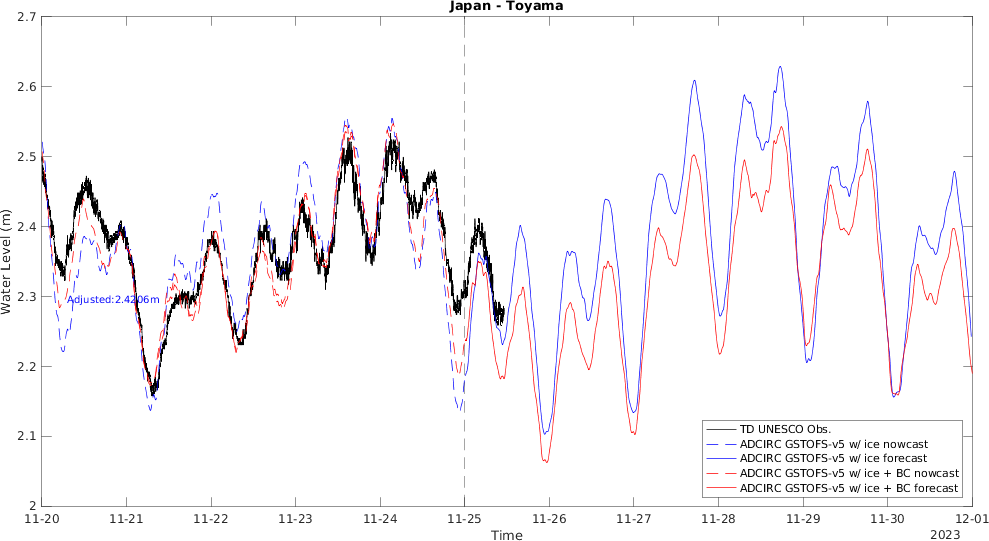 Japan - Toyama
2.7
2.6
2.5
2.4
2.3
2.2
2.1
2
Water Level (m)
Adjusted:2.4206m
TD UNESCO Obs.
ADCIRC GSTOFS-v5 w/ ice nowcast
ADCIRC GSTOFS-v5 w/ ice forecast
ADCIRC GSTOFS-v5 w/ ice + BC nowcast
ADCIRC GSTOFS-v5 w/ ice + BC forecast
11-20 11-21 11-22 11-23 11-24 11-25 11-26 11-27 11-28 11-29 11-30 12-01
Time
2023